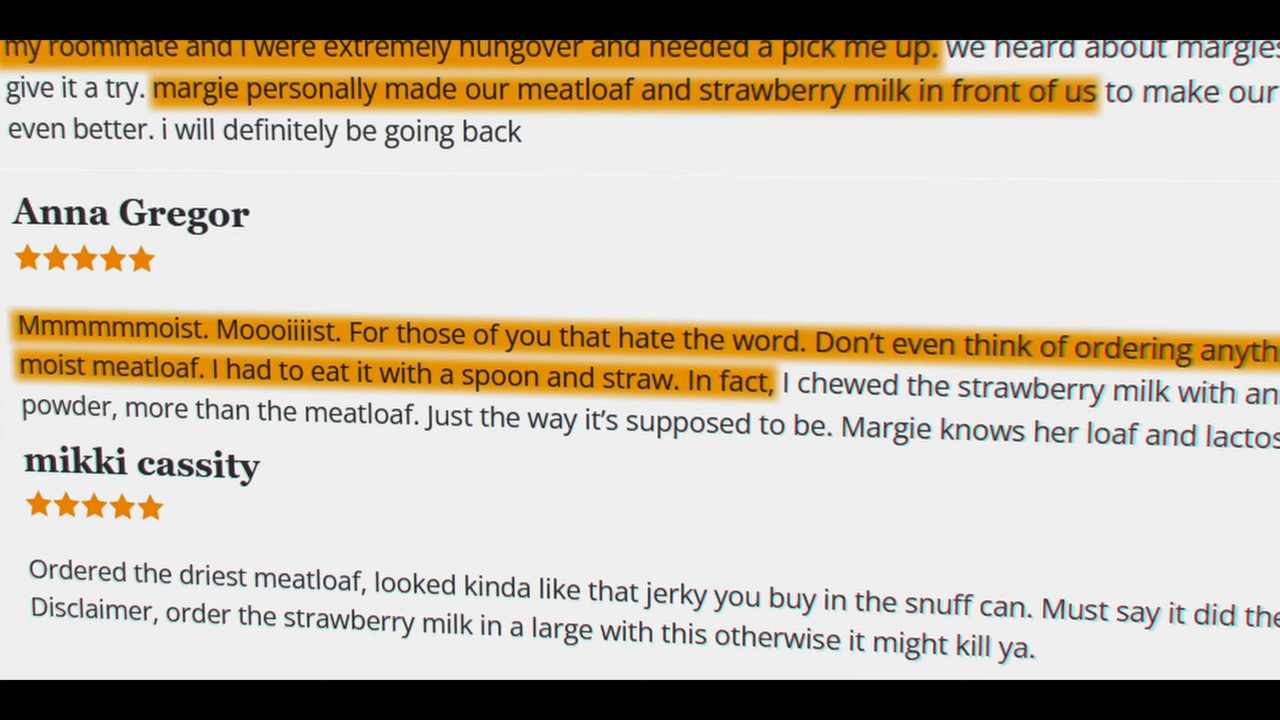 my roommate and i were extremely hungover and needed a pick me up. we heard about margies
give it a try. margie personally made our meatloaf and strawberry milk in front of us to make our
even better. i will definitely be going back
Anna Gregor
Mmmmmmoist. Moooiiiist. For those of you that hate the word. Don’t even think of ordering anyth
moist meatloaf. I had to eat it with a spoon and straw. In fact, I chewed the strawberry milk with an
powder, more than the meatloaf. Just the way it’s supposed to be. Margie knows her loaf and lactos
mikki cassity
Ordered the driest meatloaf, looked kinda like that jerky you buy in the snuff can. Must say it did the
Disclaimer, order the strawberry milk in a large with this otherwise it might kill ya.